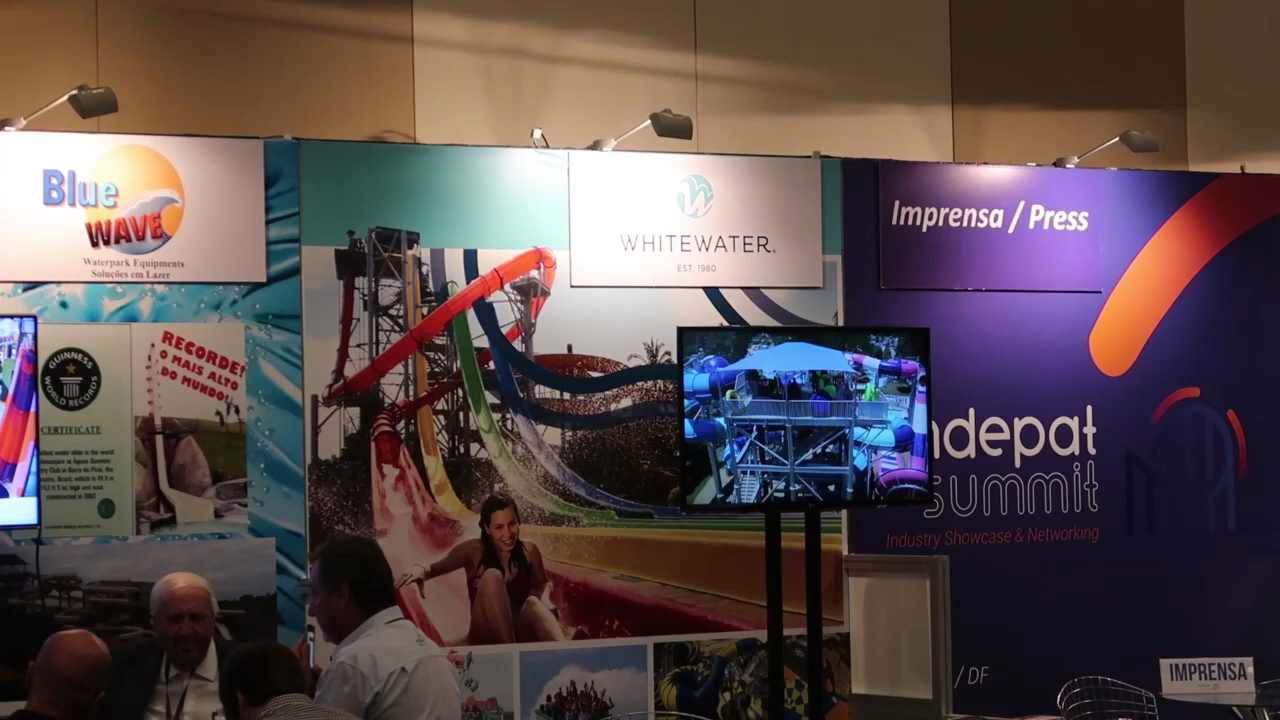 Blue
WAVE
Waterpark Equipments
Soluções em Lazer
GUINNESS
WORLD RECORDS
CERTIFICATE
RECORDE!
O MAIS ALTO
DO MUNDO!
WHITEWATER®
EST. 1980
Imprensa / Press
ndepat
summit
Industry Showcase & Networking
/ DF
IMPRENSA